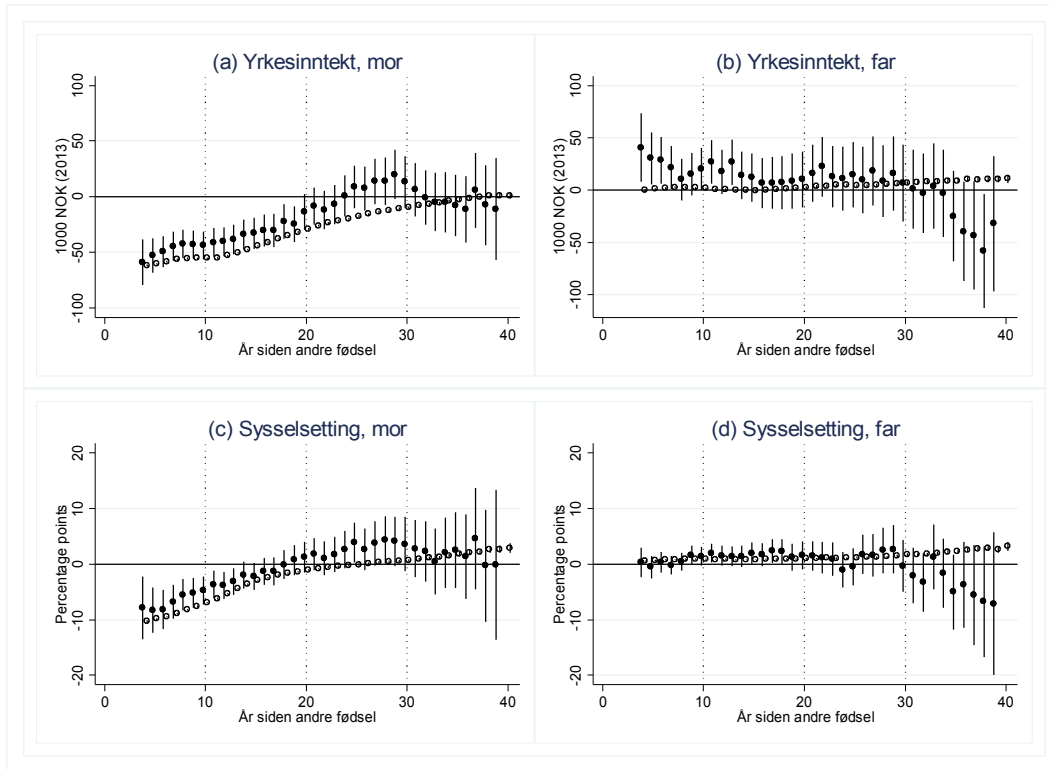 (a) Yrkesinntekt, mor
1000 NOK (2013)
100
50
0
-50
-100
0 10 20 30 40
År siden andre fødsel
(b) Yrkesinntekt, far
1000 NOK (2013)
100
50
0
-50
-100
0 10 20 30 40
År siden andre fødsel
(c) Sysselsetting, mor
Percentage points
20
10
0
-10
-20
0 10 20 30 40
År siden andre fødsel
(d) Sysselsetting, far
Percentage points
20
10
0
-10
-20
0 10 20 30 40
År siden andre fødsel